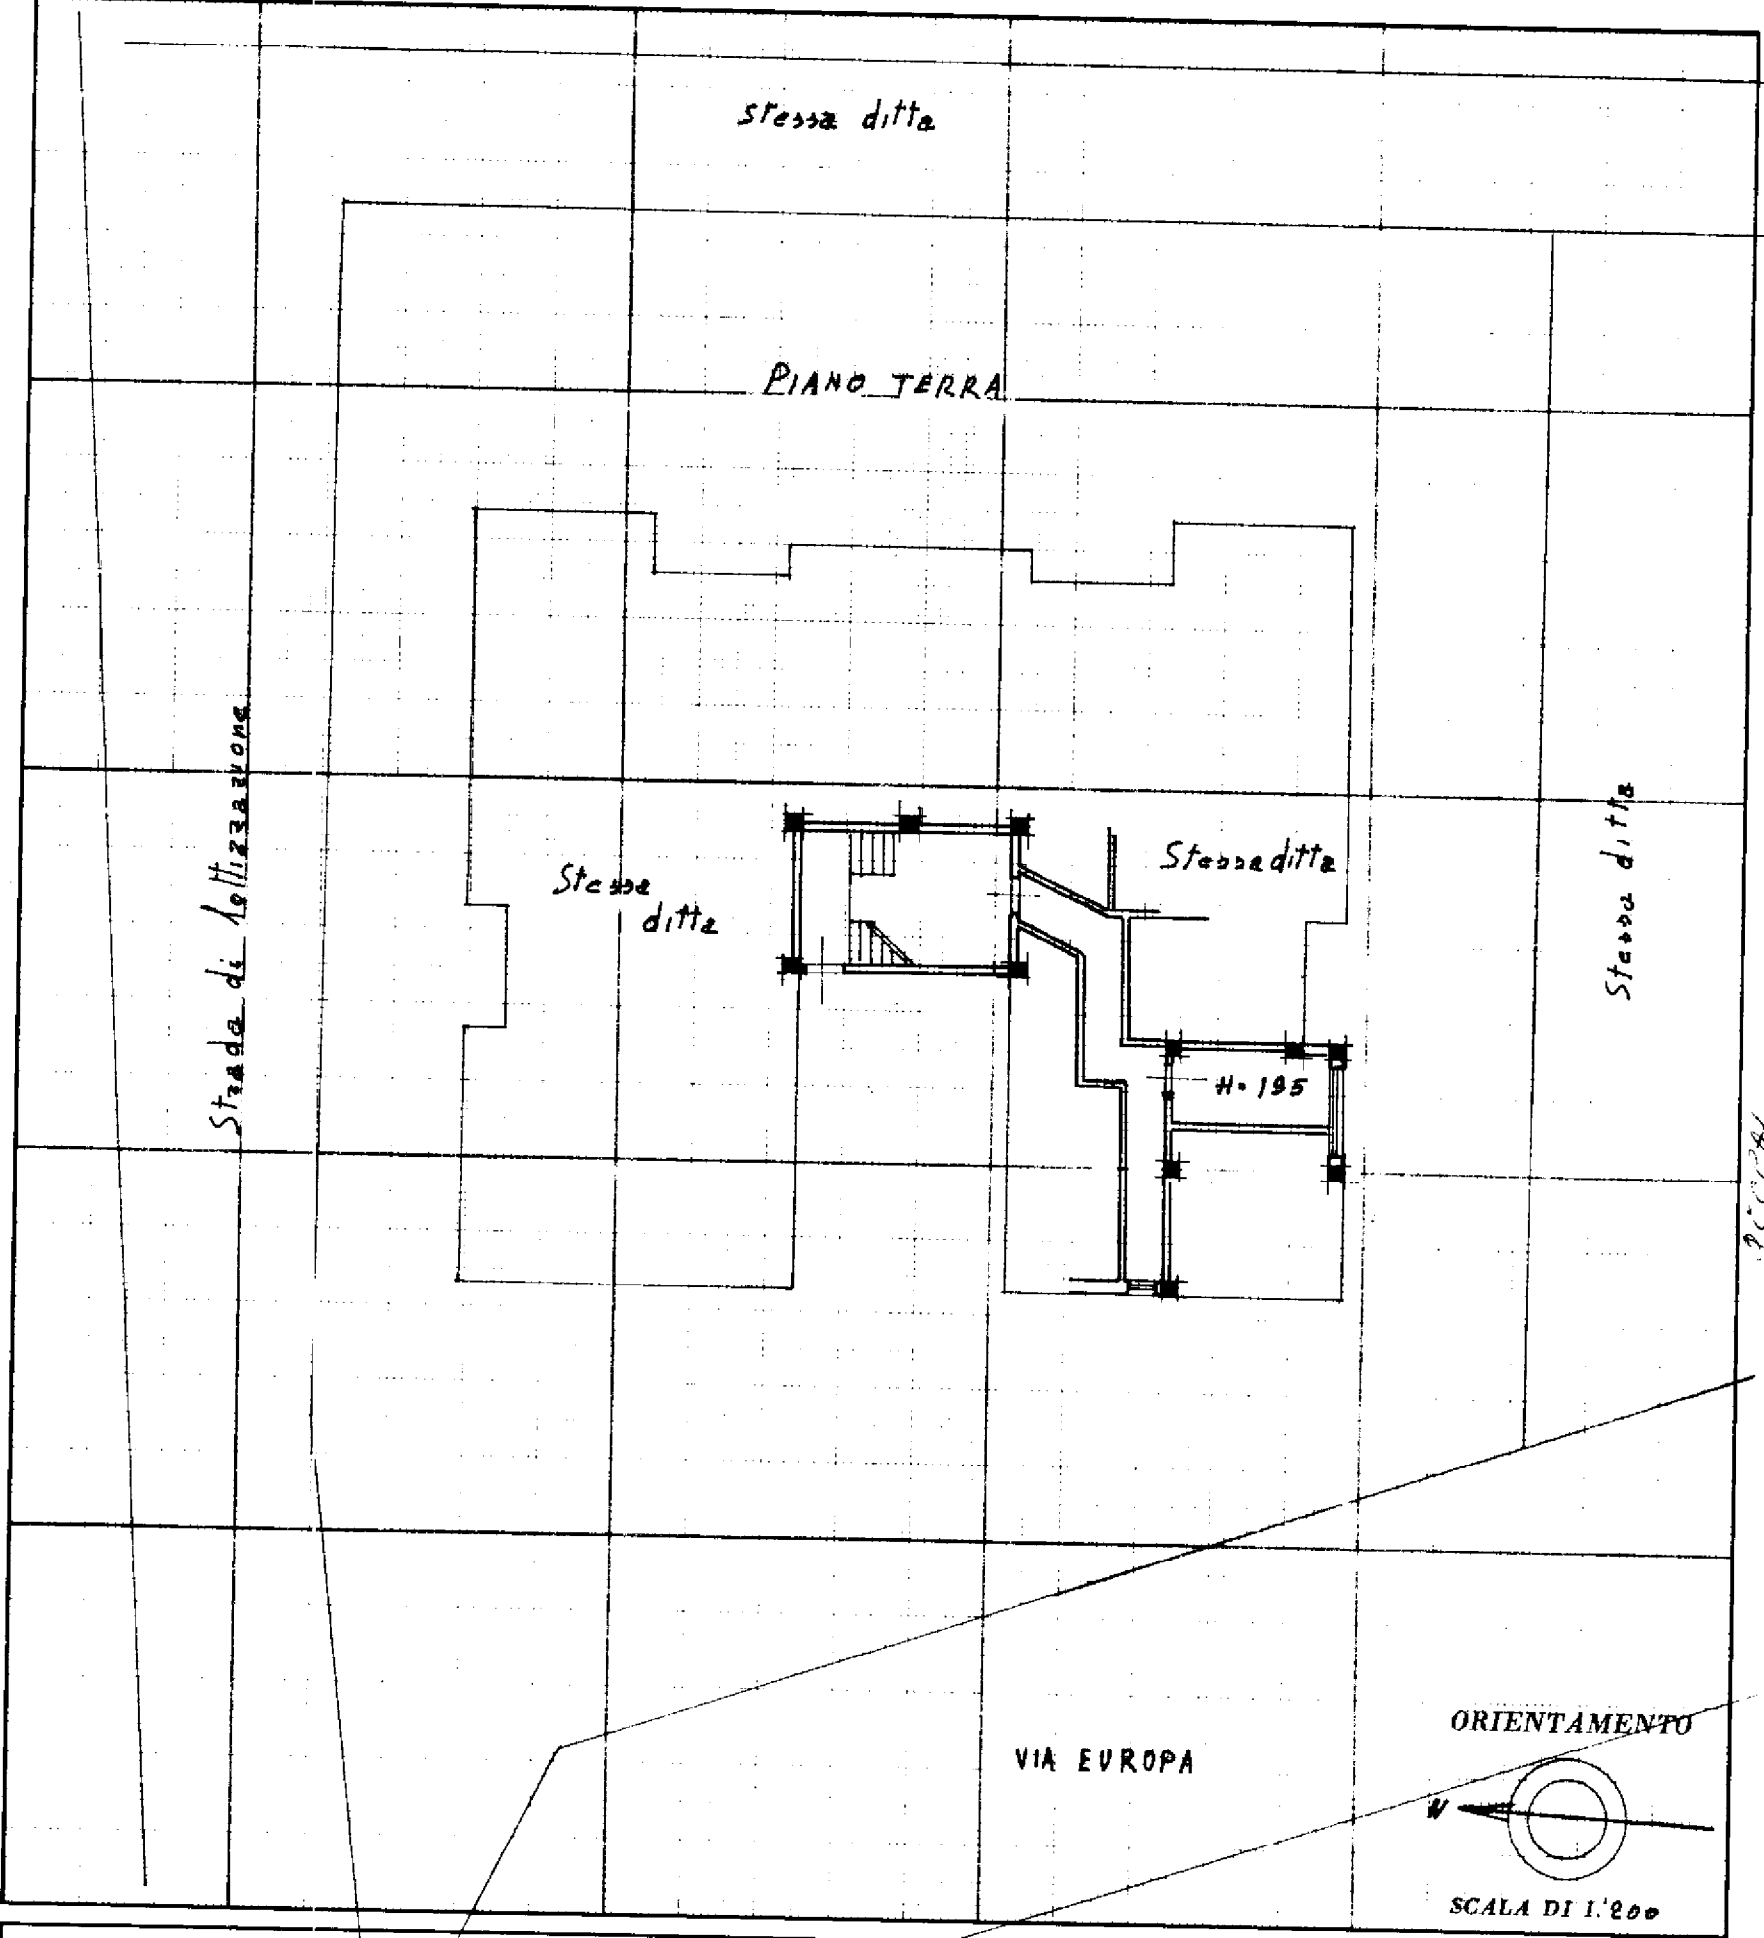 stessa ditta
PIANO TERRA
Strada di lottizzazione
Stessa
ditta
Stessa ditta
Stessa ditta
H=195
VIA EUROPA
ORIENTAMENTO
N
SCALA DI 1:200